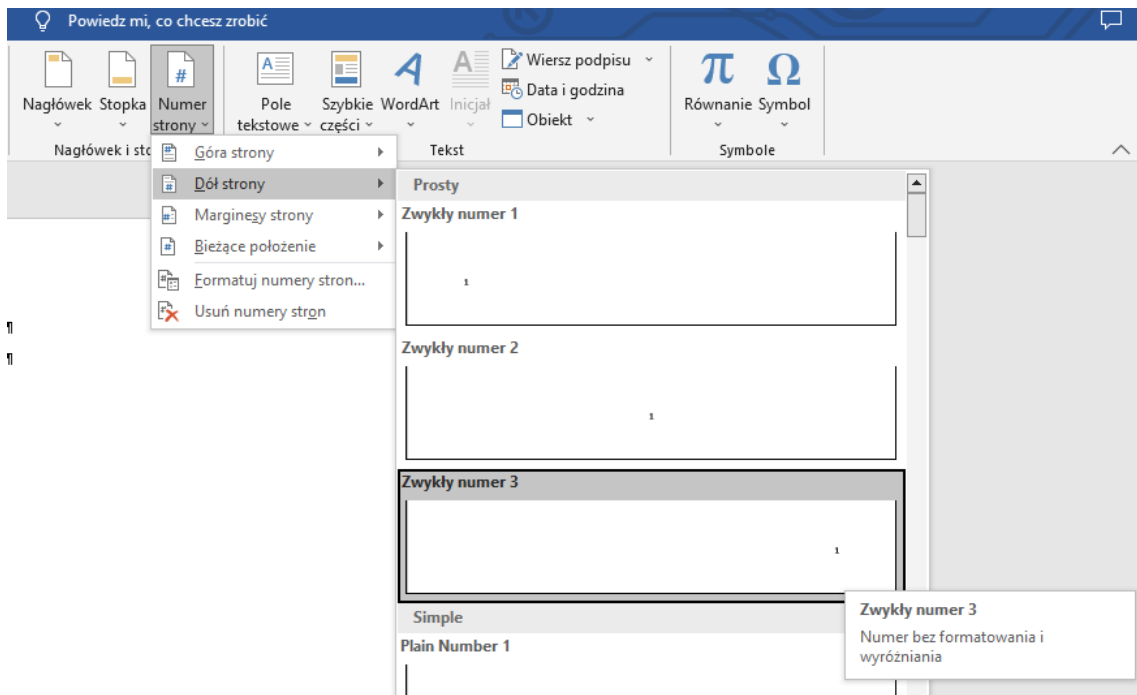 Powiedz mi, co chcesz zrobić
Nagłówek Stopka Numer strony
Pole tekstowe
Szybkie części
WordArt
Inicjał
Wiersz podpisu
Data i godzina
Obiekt
Równanie Symbol
Nagłówek i sto
Tekst
Symbole
Góra strony
Dół strony
Marginesy strony
Bieżące położenie
Formatuj numery stron...
Usuń numery stron
¶
¶
Prosty
Zwykły numer 1
1
Zwykły numer 2
1
Zwykły numer 3
1
Simple
Plain Number 1
Zwykły numer 3
Numer bez formatowania i
wyróżniania